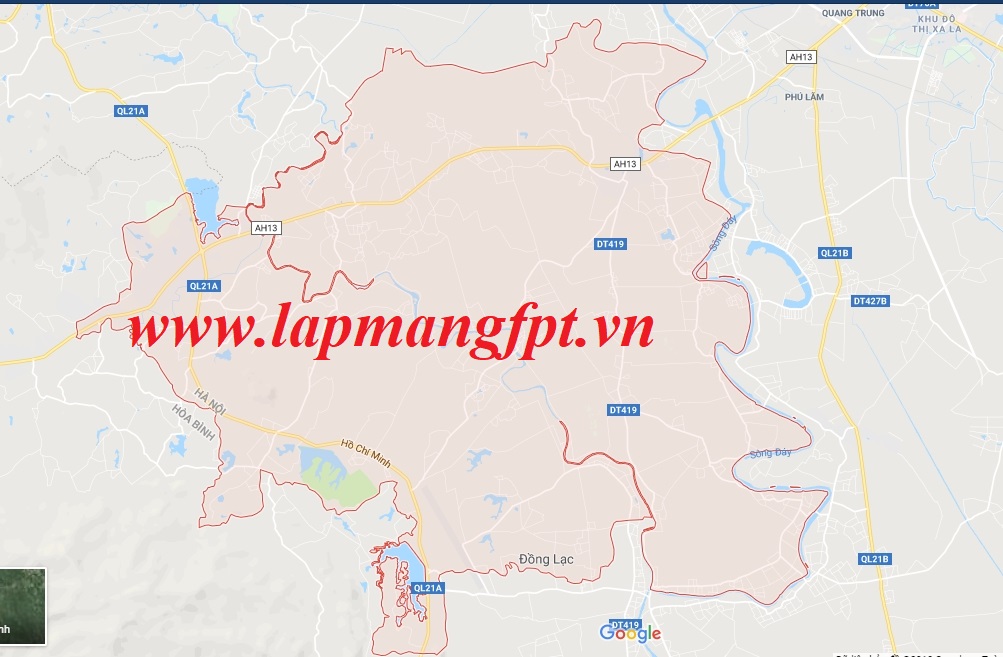 DT70A
QUANG TRUNG
KHU ĐÔ
THỊ XA LA
AH13
PHÚ LÃM
QL21A
AH13
AH13
Sông Đáy
DT419
QL21B
QL21A
DT427B
www.lapmangfpt.vn
HÀ NỘI
HÒA BÌNH
DT419
Hồ Chí Minh
Sông Đáy
Đồng Lạc
QL21B
QL21A
DT419
Google